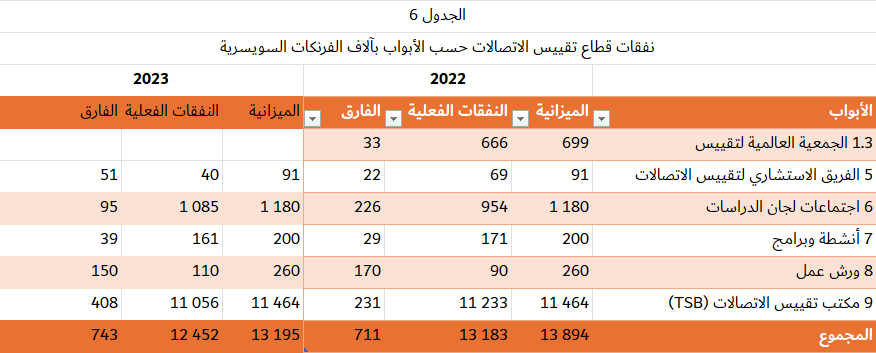 الجدول 6
نفقات قطاع تقييس الاتصالات حسب الأبواب بآلاف الفرنكات السويسرية
2022 2023
الأبواب الميزانية النفقات الفعلية الفارق الميزانية النفقات الفعلية الفارق
1.3 الجمعية العالمية لتقييس 699 666 33
5 الفريق الاستشاري لتقييس الاتصالات 91 69 22 91 40 51
6 اجتماعات لجان الدراسات 1 180 954 226 1 180 1 085 95
7 أنشطة وبرامج 200 171 29 200 161 39
8 ورش عمل 260 90 170 260 110 150
9 مكتب تقييس الاتصالات (TSB) 11 464 11 233 231 11 464 11 056 408
المجموع 13 894 13 183 711 13 195 12 452 743